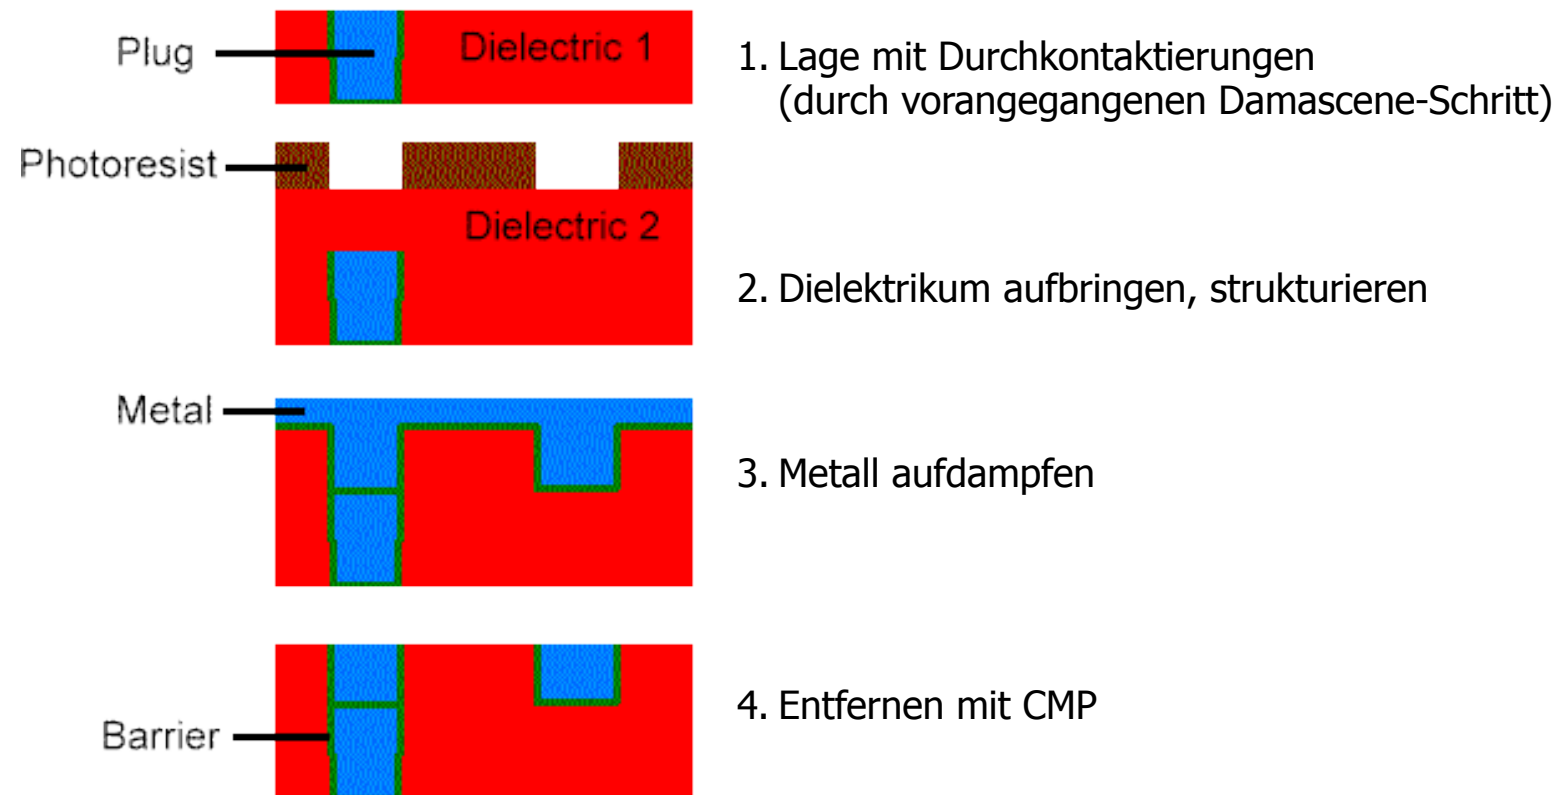 Plug
Dielectric 1
1. Lage mit Durchkontaktierungen
(durch vorangegangenen Damascene-Schritt)
Photoresist
Dielectric 2
2. Dielektrikum aufbringen, strukturieren
Metal
3. Metall aufdampfen
4. Entfernen mit CMP
Barrier